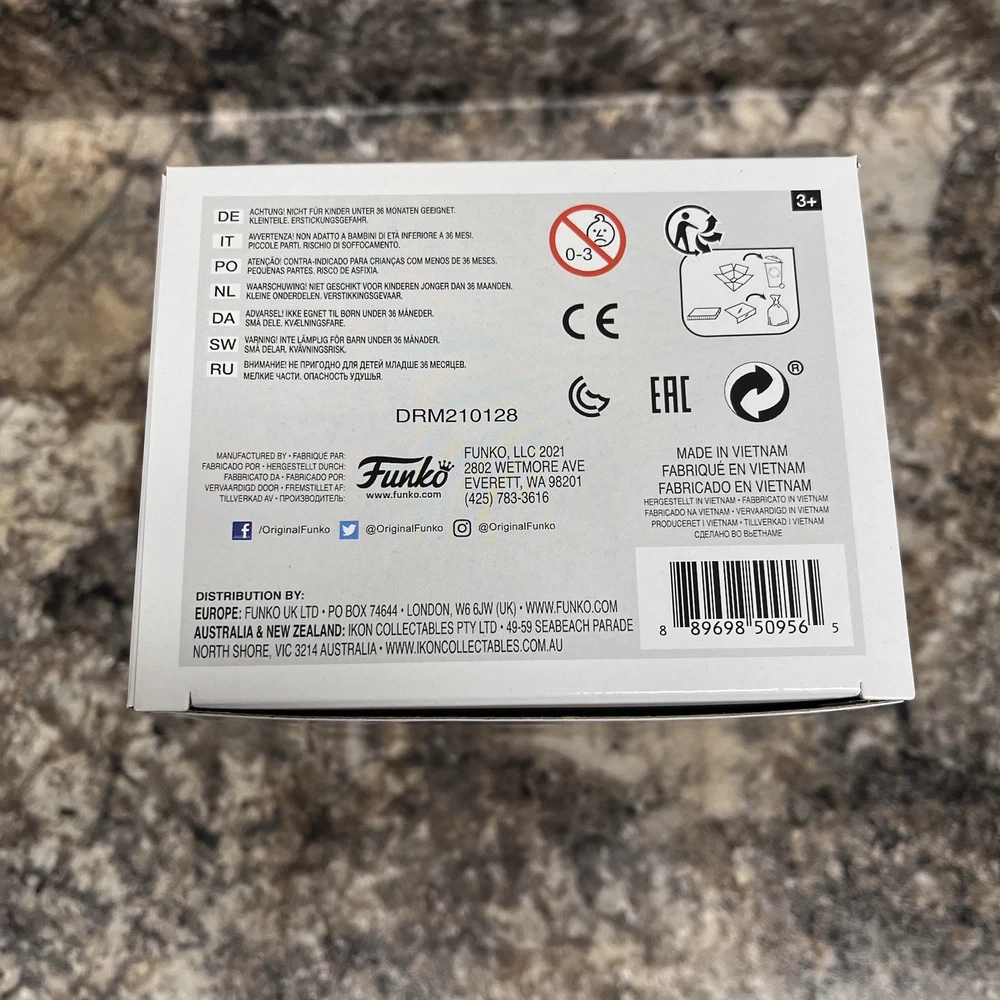 3+
DE ACHTUNG! NICHT FÜR KINDER UNTER 36 MONATEN GEEIGNET.
KLEINTEILE. ERSTICKUNGSGEFAHR.
IT AVVERTENZA! NON ADATTO A BAMBINI DI ETÀ INFERIORE A 36 MESI.
PICCOLE PARTI. RISCHIO DI SOFFOCAMENTO.
PO ATENÇÃO! CONTRA-INDICADO PARA CRIANÇAS COM MENOS DE 36 MESES.
PEQUENAS PARTES. RISCO DE ASFIXIA.
NL WAARSCHUWING! NIET GESCHIKT VOOR KINDEREN JONGER DAN 36 MAANDEN.
KLEINE ONDERDELEN. VERSTIKKINGSGEVAAR.
DA ADVARSEL! IKKE EGNET TIL BØRN UNDER 36 MÅNEDER.
SMÅ DELE. KVÆLNINGSFARE.
SW VARNING! INTE LÄMPLIG FÖR BARN UNDER 36 MÅNADER.
SMÅ DELAR. KVÄVNINGSRISK.
RU ВНИМАНИЕ! НЕ ПРИГОДНО ДЛЯ ДЕТЕЙ МЛАДШЕ 36 МЕСЯЦЕВ.
МЕЛКИЕ ЧАСТИ. ОПАСНОСТЬ УДУШЬЯ.
0-3
CE
EAC
®
DRM210128
MANUFACTURED BY • FABRIQUÉ PAR:
FABRICADO POR • HERGESTELLT DURCH:
FABBRICATO DA • FABRICADO POR:
VERVAARDIGD DOOR • FREMSTILLET AF:
TILLVERKAD AV • ПРОИЗВОДИТЕЛЬ:
Funko
www.funko.com
FUNKO, LLC 2021
2802 WETMORE AVE
EVERETT, WA 98201
(425) 783-3616
MADE IN VIETNAM
FABRIQUÉ EN VIETNAM
FABRICADO EN VIETNAM
HERGESTELLT IN VIETNAM • FABBRICATO IN VIETNAM
FABRICADO NA VIETNAM • VERVAARDIGD IN VIETNAM
PRODUCERET I VIETNAM • TILLVERKAD I VIETNAM
СДЕЛАНО ВО ВЬЕТНАМЕ
f /OriginalFunko @OriginalFunko @OriginalFunko
DISTRIBUTION BY:
EUROPE: FUNKO UK LTD • PO BOX 74644 • LONDON, W6 6JW (UK) • WWW.FUNKO.COM
AUSTRALIA & NEW ZEALAND: IKON COLLECTABLES PTY LTD • 49-59 SEABEACH PARADE
NORTH SHORE, VIC 3214 AUSTRALIA • WWW.IKONCOLLECTABLES.COM.AU
8 89698 50956 5